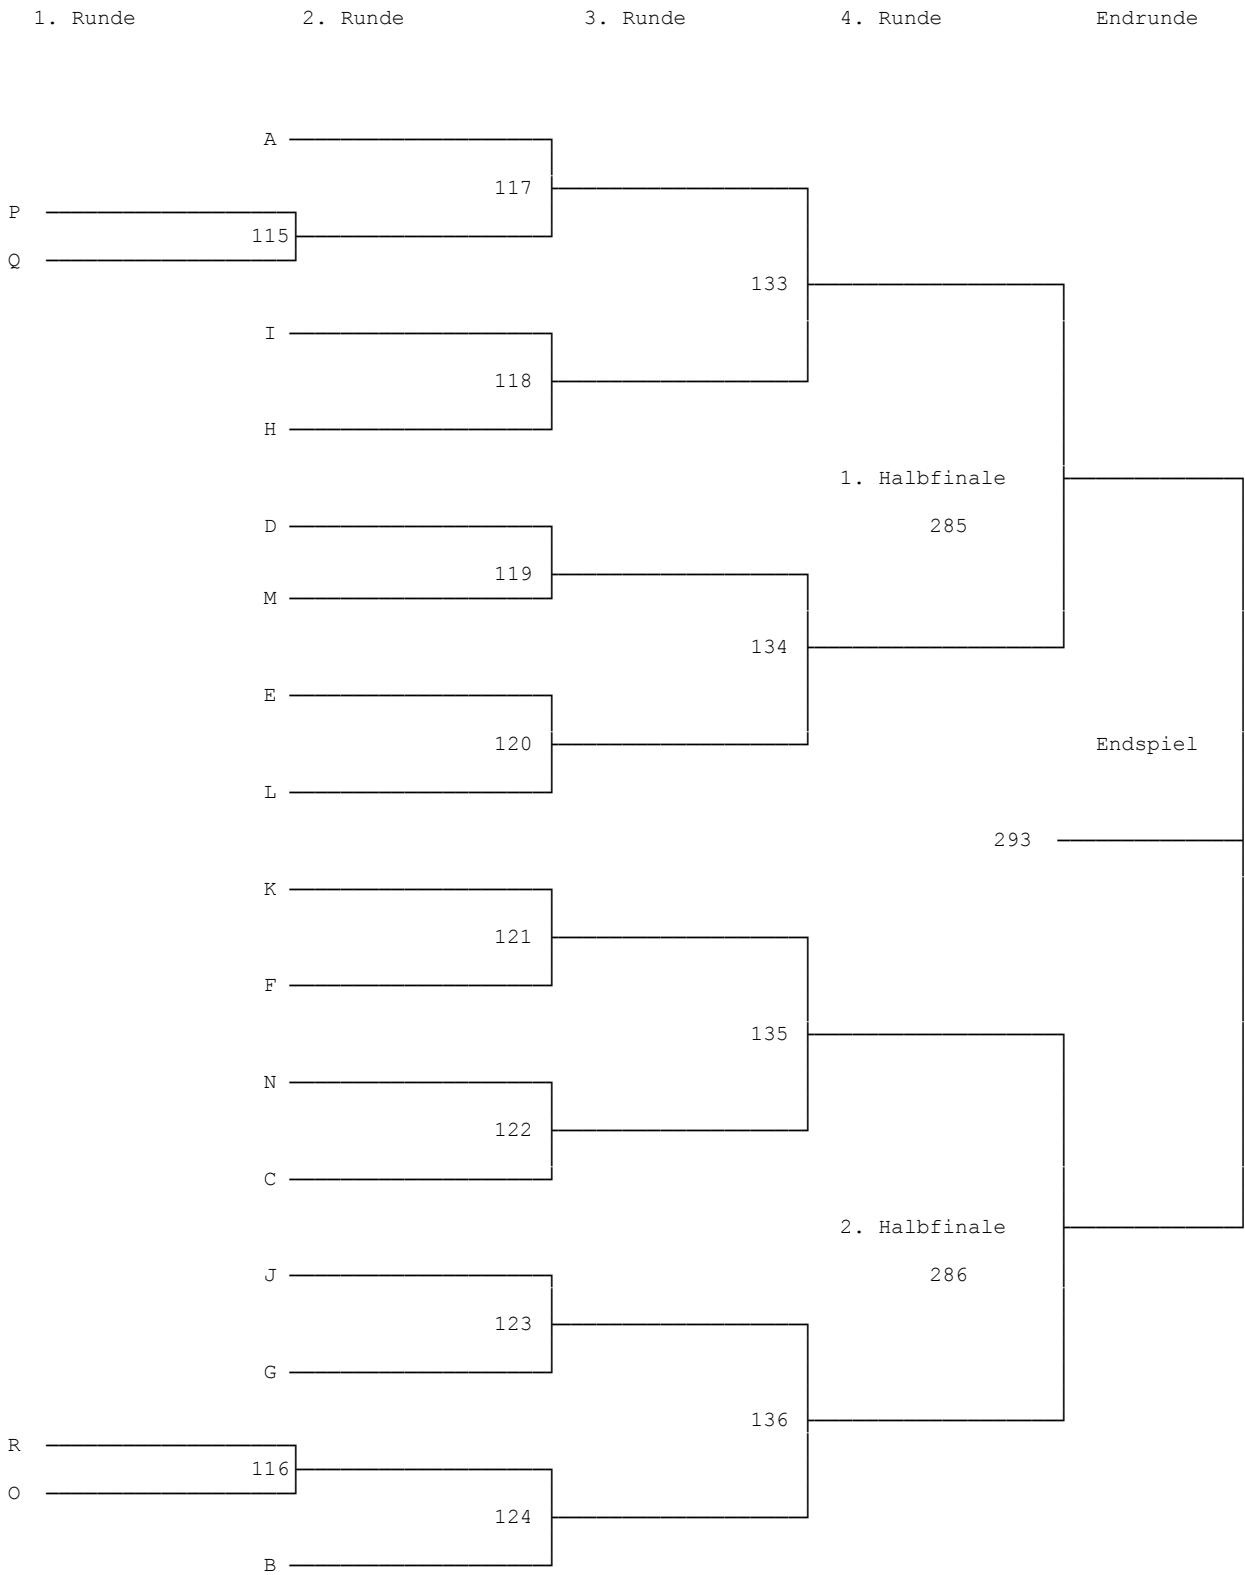 1. Runde 2. Runde 3. Runde 4. Runde Endrunde
A
117
P
115
Q
133
I
118
H
1. Halbfinale
D 285
119
M
134
E
120 Endspiel
L
293
K
121
F
135
N
122
C
2. Halbfinale
J 286
123
G
136
R
116
O
124
B